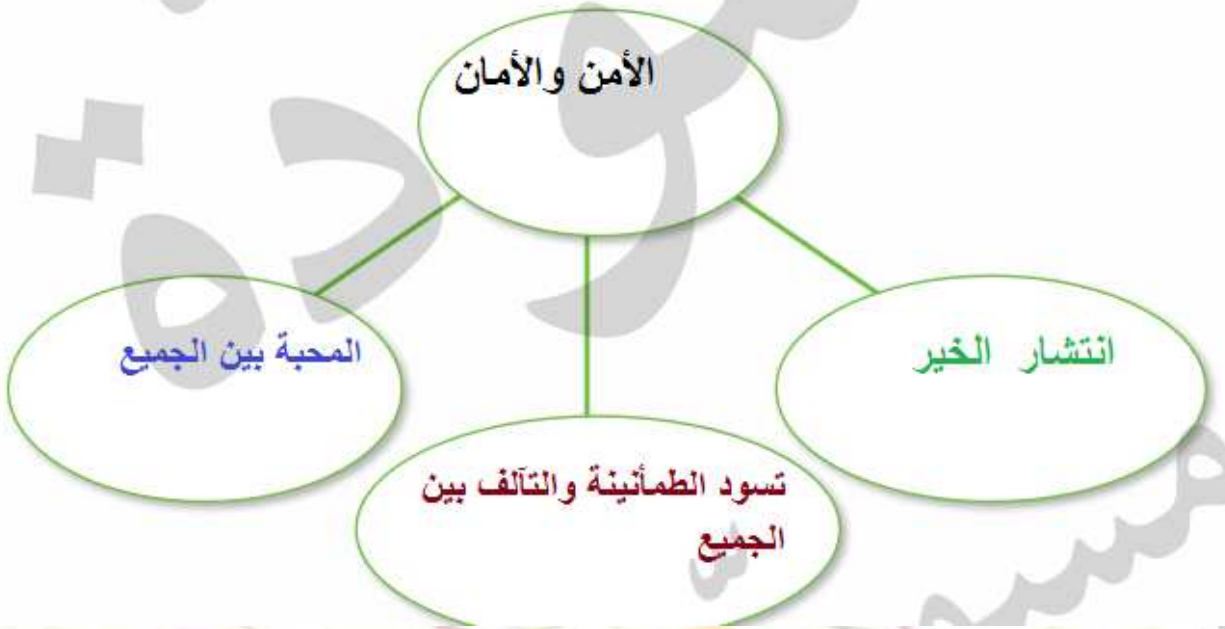 الأمن والأمان
انتشار الخير
المحبة بين الجميع
تسود الطمأنينة والتآلف بين
الجميع